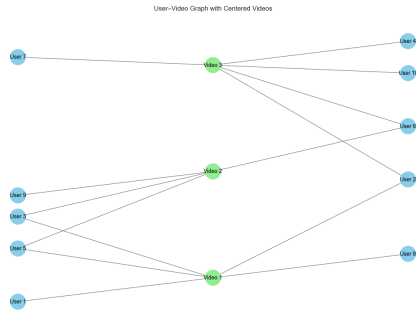 User–Video Graph with Centered Videos
User 4
User 7
Video 3
User 10
User 6
Video 2
User 2
User 9
User 3
User 5
User 8
Video 1
User 1